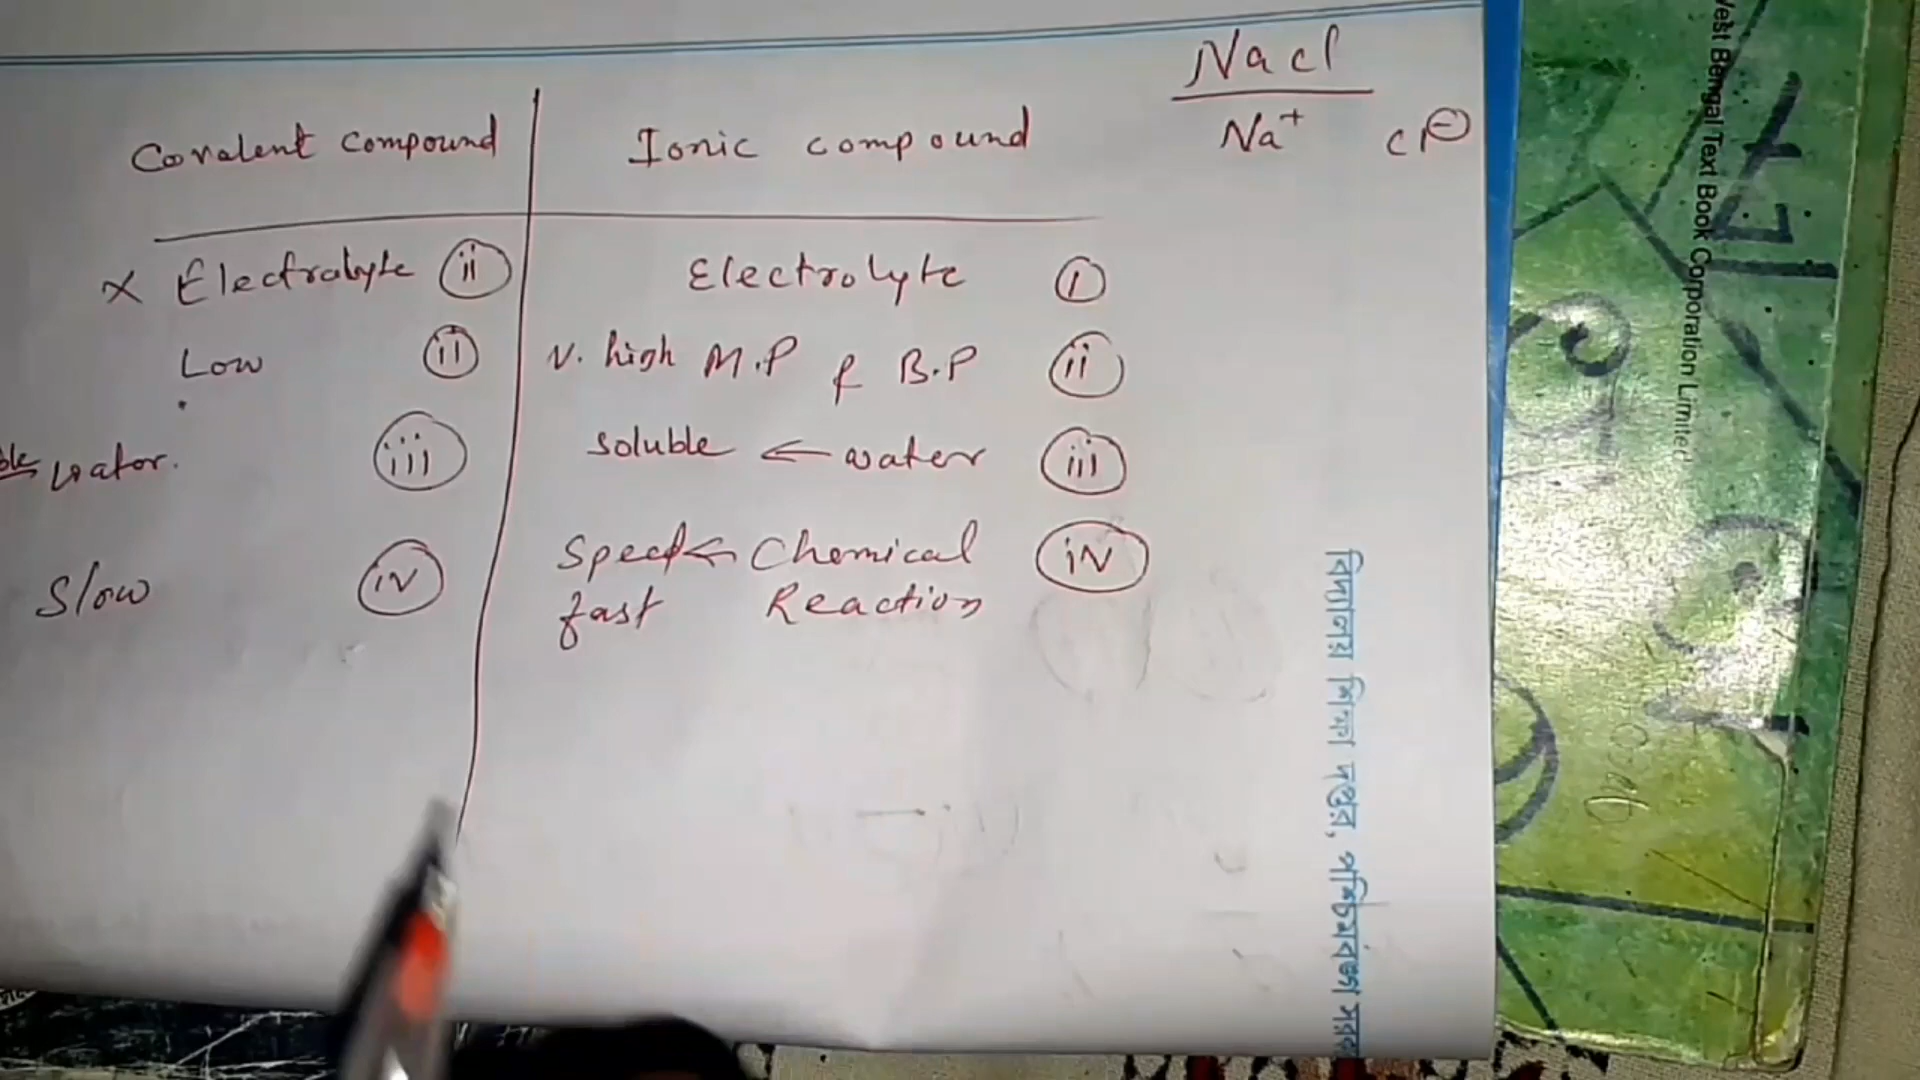 Nacl
Na+ cl⊖
Covalent compound
Ionic compound
x Electrolyte (ii)
Electrolyte (i)
Low (ii)
v. high M.P & B.P (ii)
water. (iii)
soluble ← water (iii)
Slow (iv)
Speed ← Chemical (iv)
fast Reaction
West Bengal Text Book Corporation Limited
বিদ্যালয় শিক্ষা দপ্তর, পশ্চিমবঙ্গ